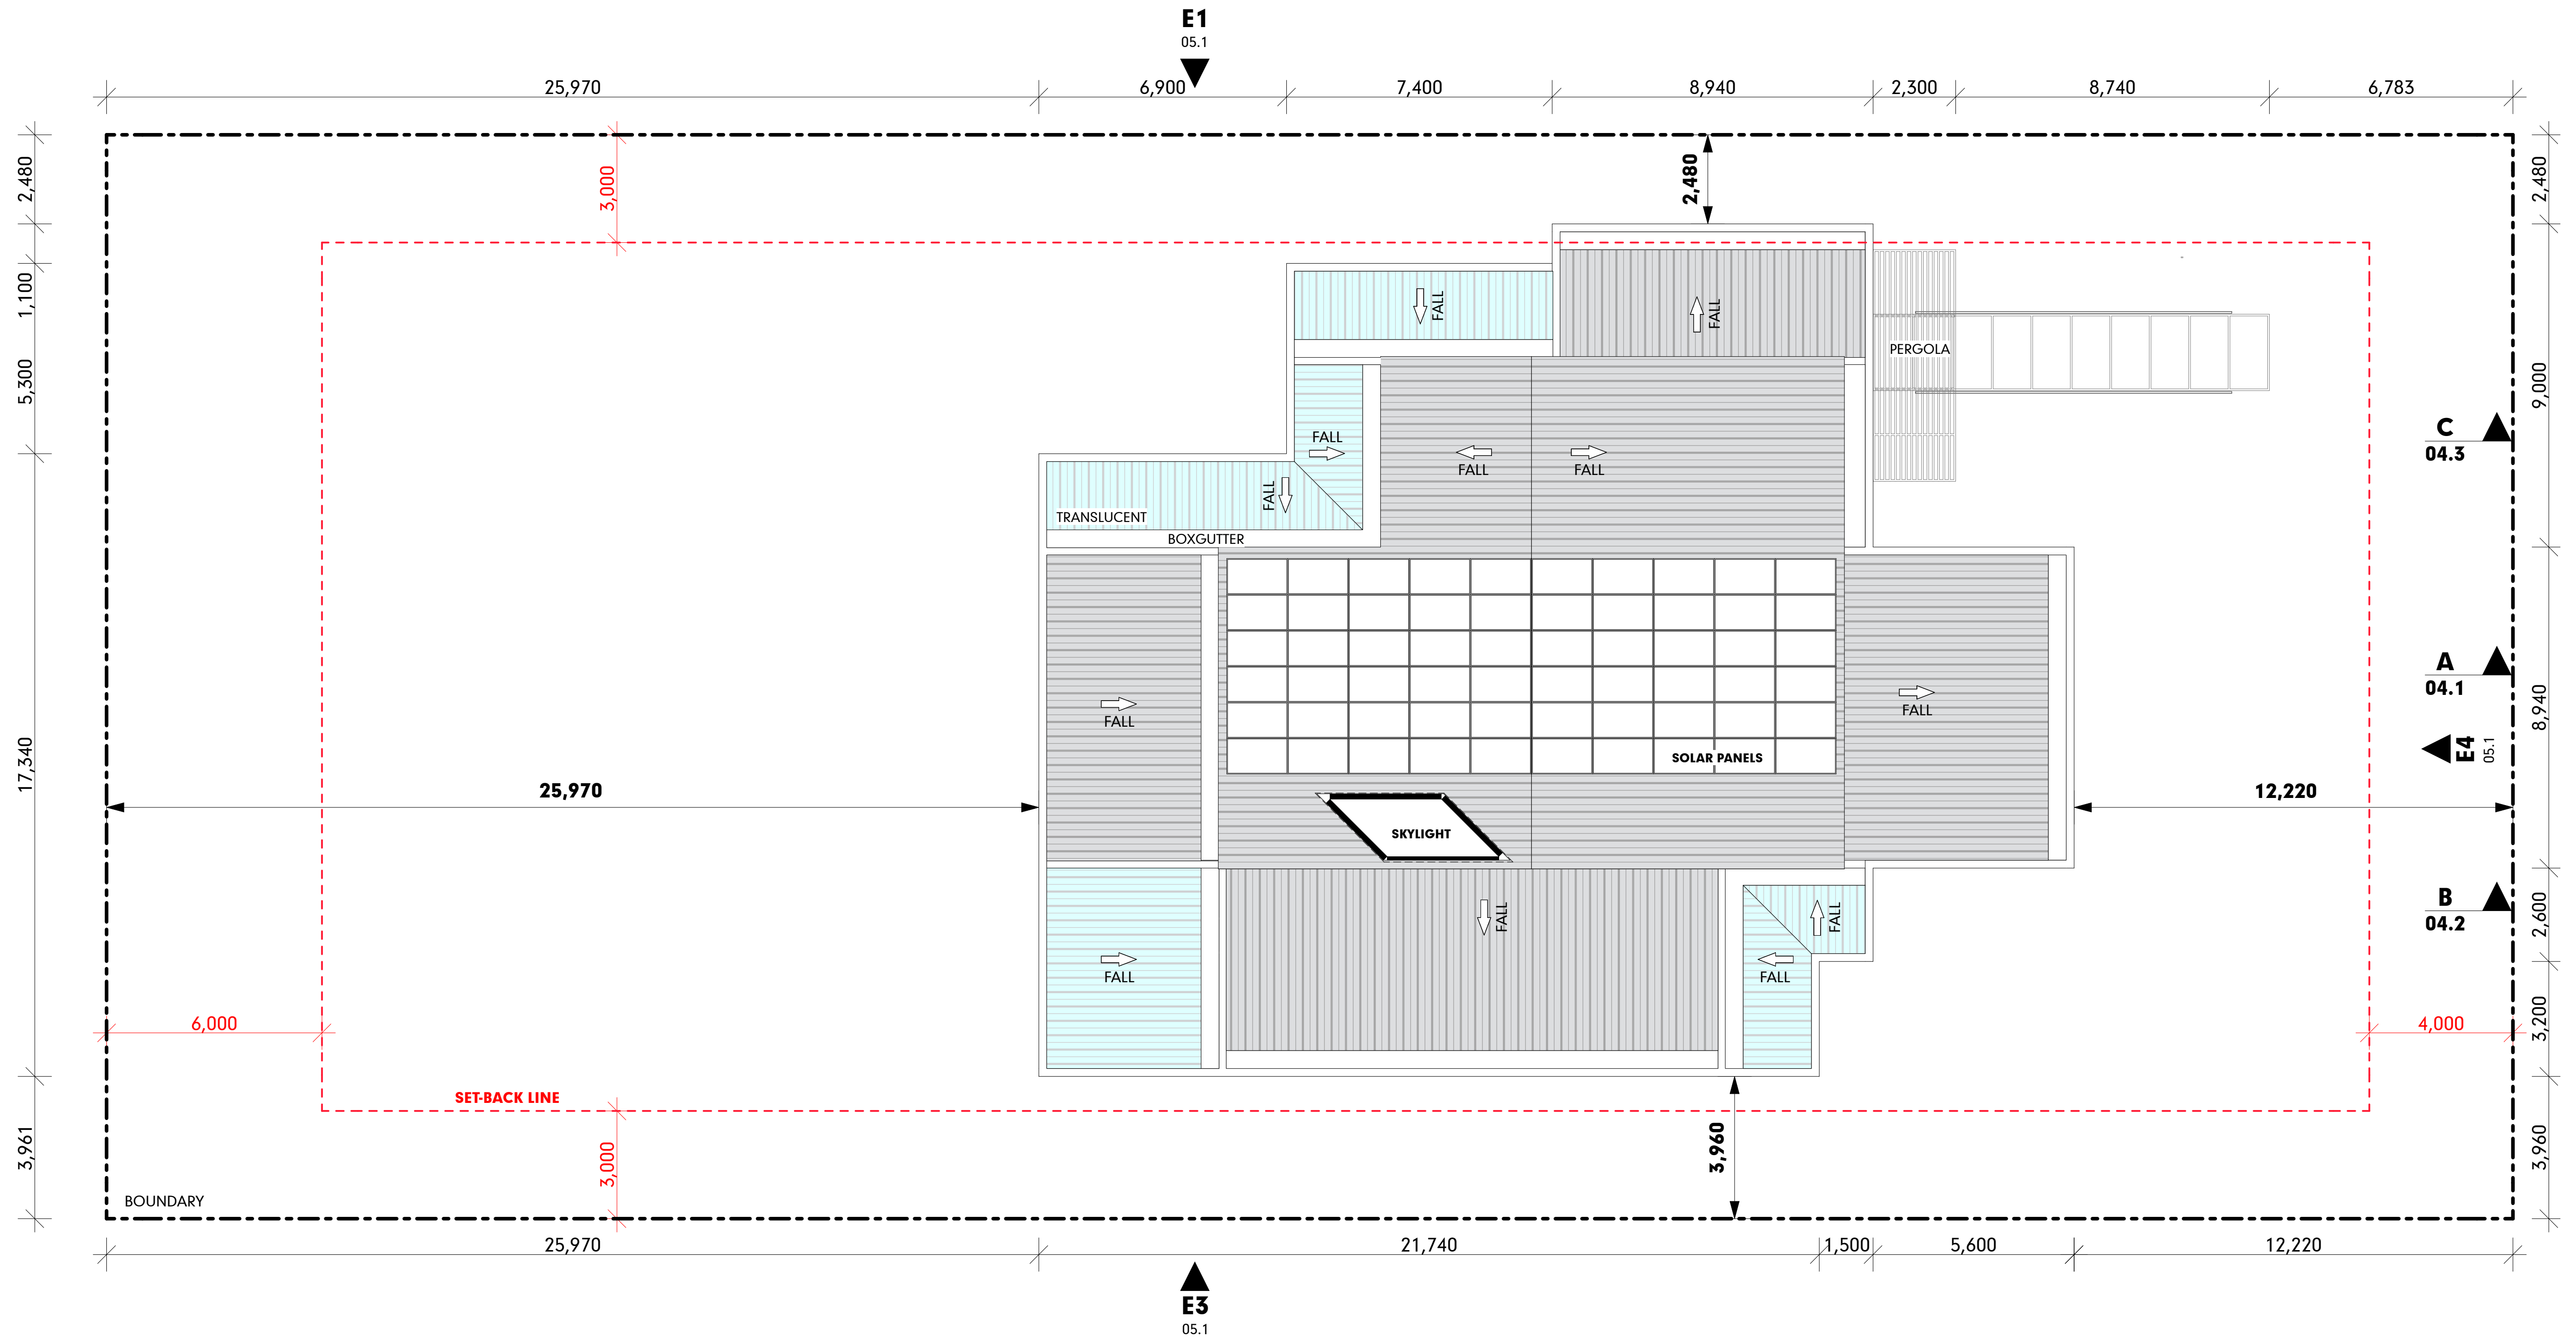 E1
05.1
25,970
6,900
7,400
8,940
2,300
8,740
6,783
2,480
1,100
5,300
17,340
3,961
3,000
2,480
2,480
9,000
8,940
2,600
3,200
3,960
FALL
FALL
PERGOLA
FALL
FALL
FALL
FALL
TRANSLUCENT
BOXGUTTER
C
04.3
A
04.1
E4
05.1
FALL
FALL
SOLAR PANELS
25,970
12,220
SKYLIGHT
B
04.2
FALL
FALL
FALL
FALL
6,000
4,000
SET-BACK LINE
3,000
3,960
BOUNDARY
25,970
21,740
1,500
5,600
12,220
E3
05.1